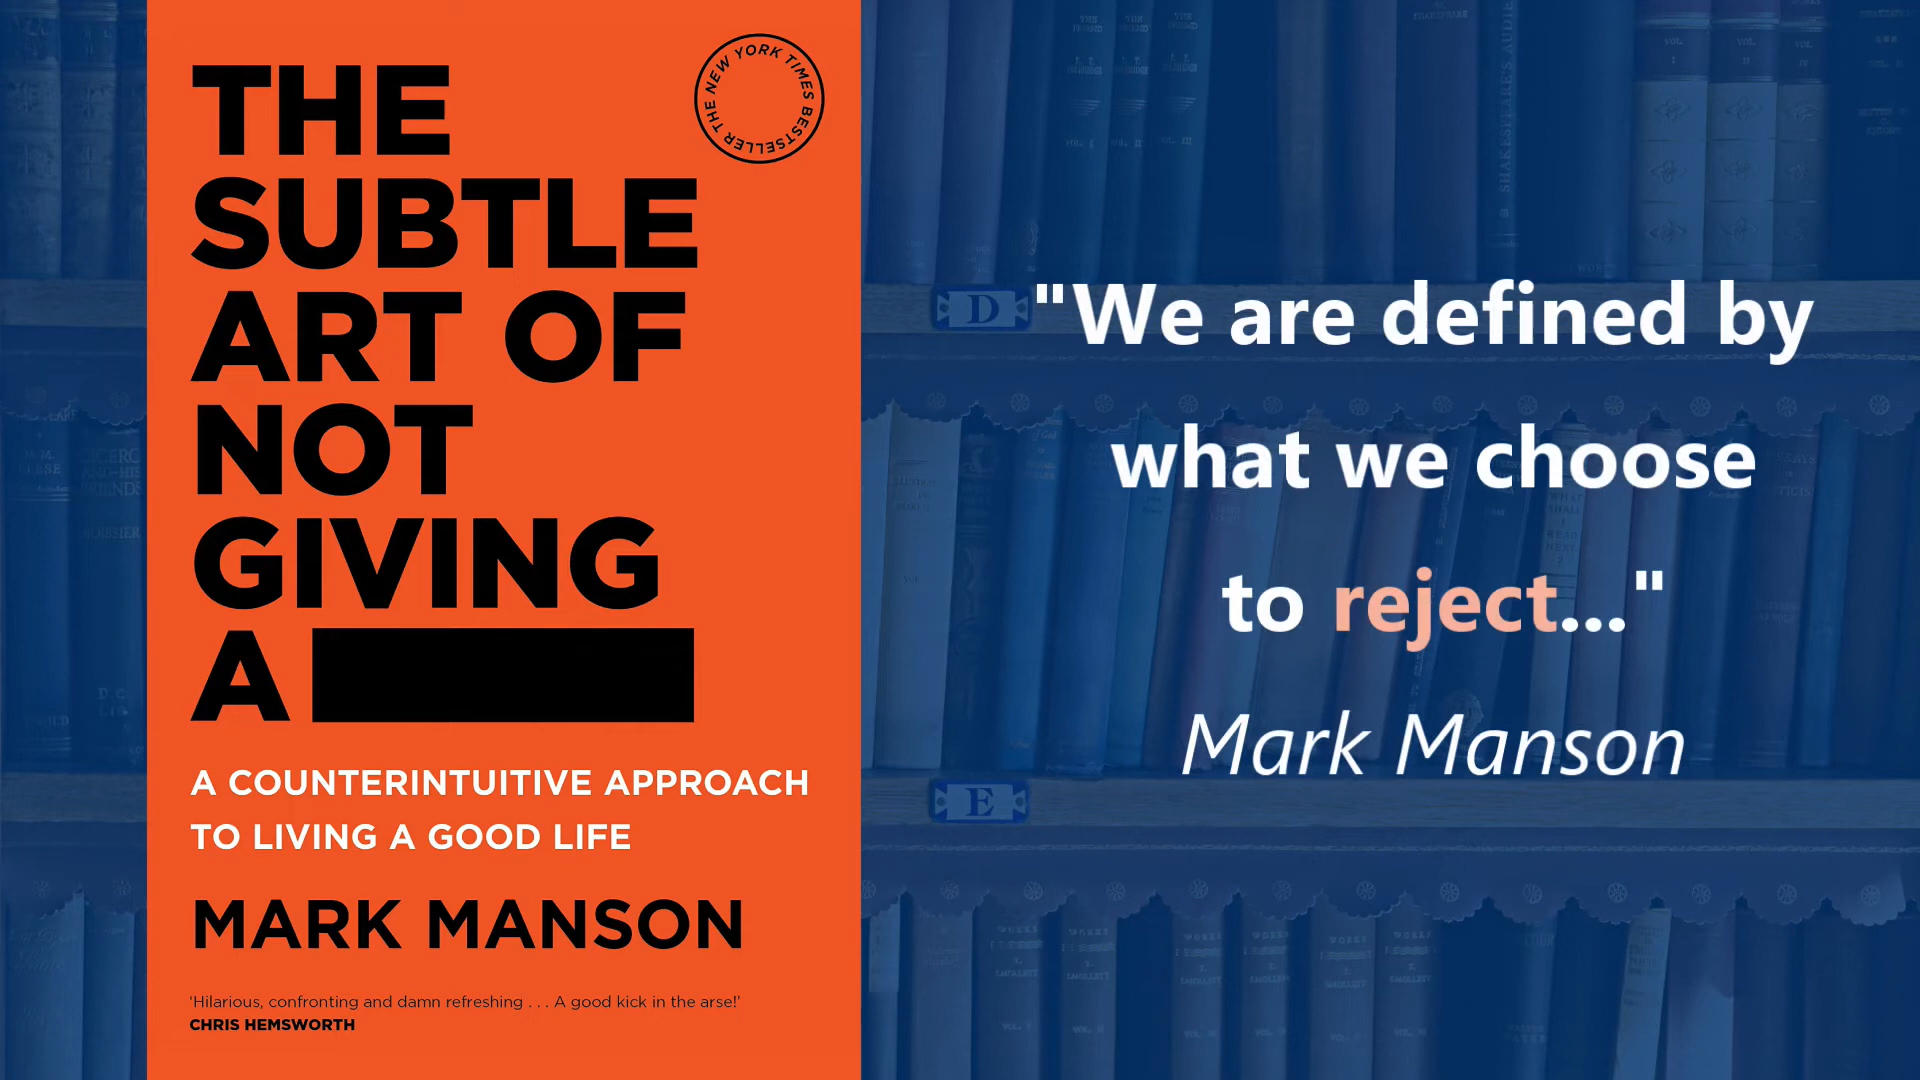 THE
SUBTLE
ART OF
NOT
GIVING
A
THE NEW YORK TIMES BESTSELLER
A COUNTERINTUITIVE APPROACH
TO LIVING A GOOD LIFE
MARK MANSON
‘Hilarious, confronting and damn refreshing . . . A good kick in the arse!’
CHRIS HEMSWORTH
"We are defined by
what we choose
to reject..."
Mark Manson
D
E